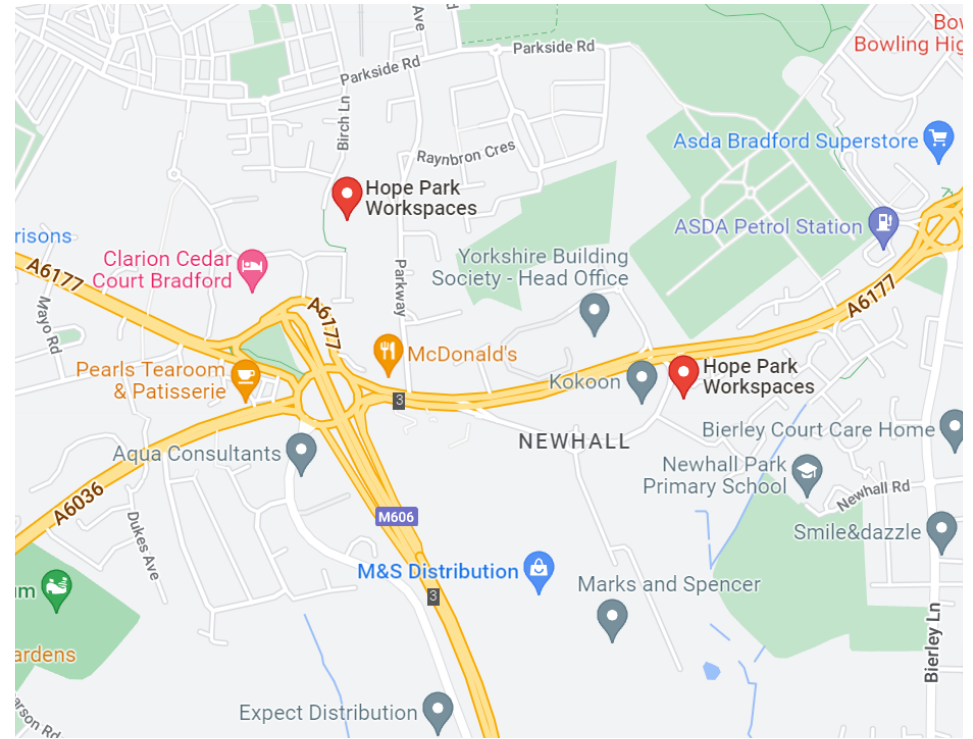 Bow
Bowling Hig
Ave
Parkside Rd
Parkside Rd
Birch Ln
Raynbron Cres
Asda Bradford Superstore
Hope Park
Workspaces
ASDA Petrol Station
risons
Clarion Cedar
Court Bradford
Yorkshire Building
Society - Head Office
A6177
Parkway
A6177
A6177
Mayo Rd
McDonald's
Pearls Tearoom
& Patisserie
Kokoon
Hope Park
Workspaces
3
NEWHALL
Bierley Court Care Home
Aqua Consultants
Newhall Park
Primary School
A6036
Newhall Rd
M606
Dukes Ave
Smile&dazzle
M&S Distribution
Marks and Spencer
3
um
ardens
Bierley Ln
arson Rd
Expect Distribution